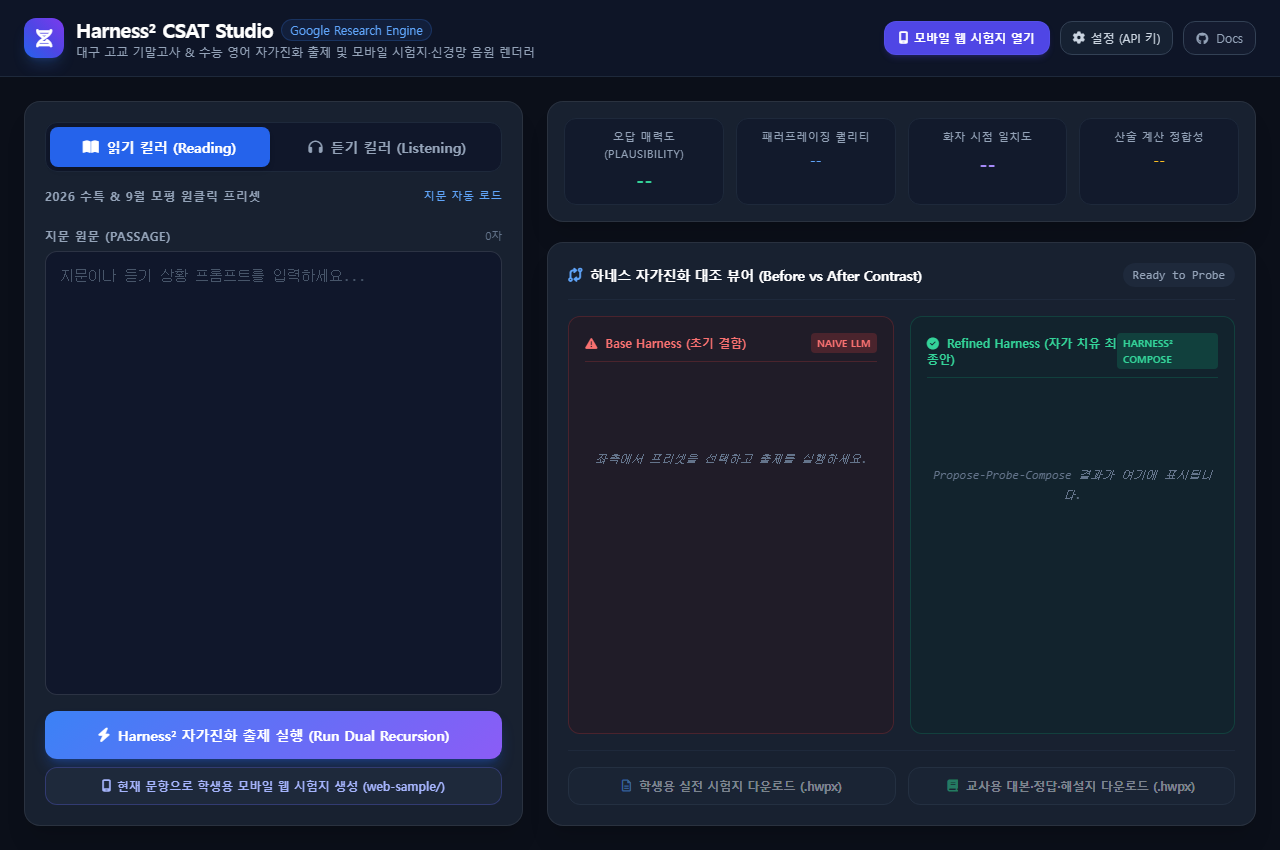 Harness² CSAT Studio
Google Research Engine
대구 고교 기말고사 & 수능 영어 자가진화 출제 및 모바일 시험지·신경망 음원 렌더러
모바일 웹 시험지 열기
설정 (API 키)
Docs
읽기 킬러 (Reading)
듣기 킬러 (Listening)
2026 수특 & 9월 모평 원클릭 프리셋
지문 자동 로드
지문 원문 (PASSAGE)
0자
지문이나 듣기 상황 프롬프트를 입력하세요...
Harness² 자가진화 출제 실행 (Run Dual Recursion)
현재 문항으로 학생용 모바일 웹 시험지 생성 (web-sample/)
오답 매력도
(PLAUSIBILITY)
--
패러프레이징 퀄리티
--
화자 시점 일치도
--
산술 계산 정합성
--
하네스 자가진화 대조 뷰어 (Before vs After Contrast)
Ready to Probe
Base Harness (초기 결함)
NAIVE LLM
좌측에서 프리셋을 선택하고 출제를 실행하세요.
Refined Harness (자가 치유 최
종안)
HARNESS²
COMPOSE
Propose-Probe-Compose 결과가 여기에 표시됩니
다.
학생용 실전 시험지 다운로드 (.hwpx)
교사용 대본·정답·해설지 다운로드 (.hwpx)